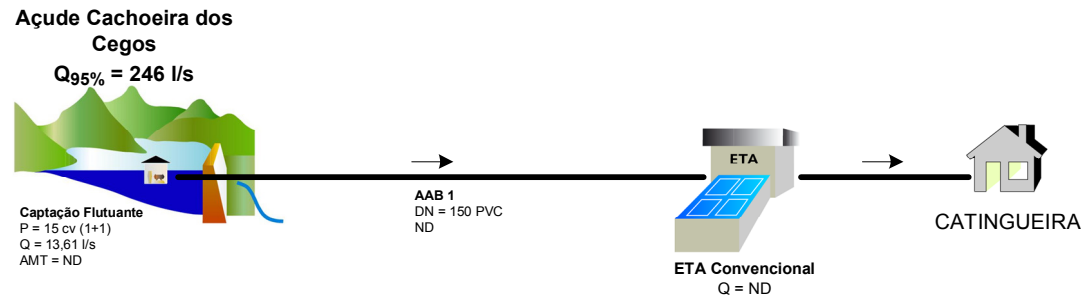 Açude Cachoeira dos
Cegos
Q95% = 246 l/s
Captação Flutuante
P = 15 cv (1+1)
Q = 13,61 l/s
AMT = ND
AAB 1
DN = 150 PVC
ND
ETA
ETA Convencional
Q = ND
CATINGUEIRA